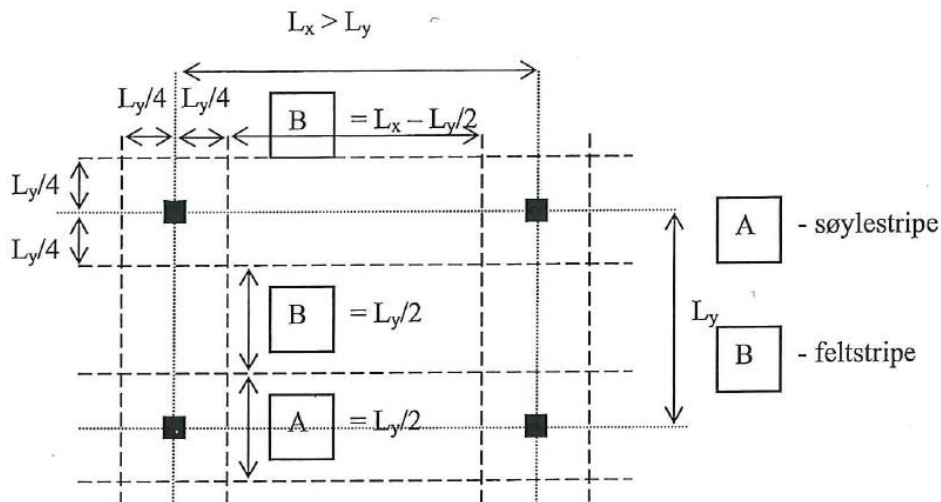 Lx > Ly
Ly/4 Ly/4
B = Lx – Ly/2
Ly/4
Ly/4
A - søylestripe
B = Ly/2
Ly
B - feltstripe
A = Ly/2